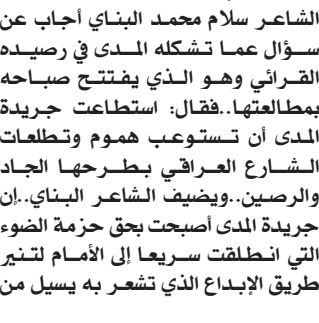 الشاعر سلام محمد البناي أجاب عن
سؤال عما تشكله المدى في رصيده
القرائي وهو الذي يفتتح صباحه
بمطالعتها..فقال: استطاعت جريدة
المدى أن تستوعب هموم وتطلعات
الشارع العراقي بطرحها الجاد
والرصين..ويضيف الشاعر البناي..إن
جريدة المدى أصبحت بحق حزمة الضوء
التي انطلقت سريعا إلى الأمام لتنير
طريق الإبداع الذي تشعر به يسيل من